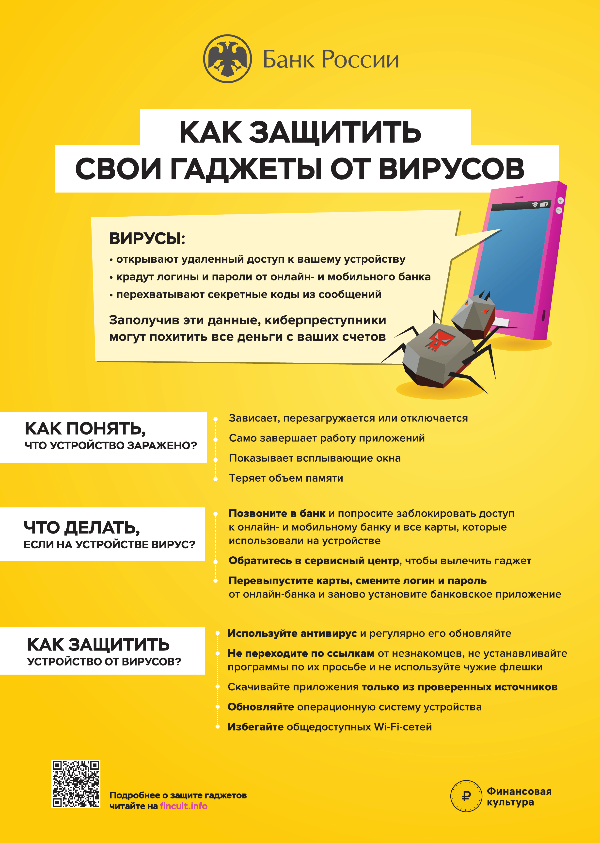 Банк России
КАК ЗАЩИТИТЬ
СВОИ ГАДЖЕТЫ ОТ ВИРУСОВ
ВИРУСЫ:
• открывают удаленный доступ к вашему устройству
• крадут логины и пароли от онлайн- и мобильного банка
• перехватывают секретные коды из сообщений
Заполучив эти данные, киберпреступники
могут похитить все деньги с ваших счетов
КАК ПОНЯТЬ,
ЧТО УСТРОЙСТВО ЗАРАЖЕНО?
Зависает, перезагружается или отключается
Само завершает работу приложений
Показывает всплывающие окна
Теряет объем памяти
ЧТО ДЕЛАТЬ,
ЕСЛИ НА УСТРОЙСТВЕ ВИРУС?
Позвоните в банк и попросите заблокировать доступ
к онлайн- и мобильному банку и все карты, которые
использовали на устройстве
Обратитесь в сервисный центр, чтобы вылечить гаджет
Перевыпустите карты, смените логин и пароль
от онлайн-банка и заново установите банковское приложение
КАК ЗАЩИТИТЬ
УСТРОЙСТВО ОТ ВИРУСОВ?
Используйте антивирус и регулярно его обновляйте
Не переходите по ссылкам от незнакомцев, не устанавливайте
программы по их просьбе и не используйте чужие флешки
Скачивайте приложения только из проверенных источников
Обновляйте операционную систему устройства
Избегайте общедоступных Wi-Fi-сетей
Подробнее о защите гаджетов
читайте на fincult.info
₽
Финансовая
культура